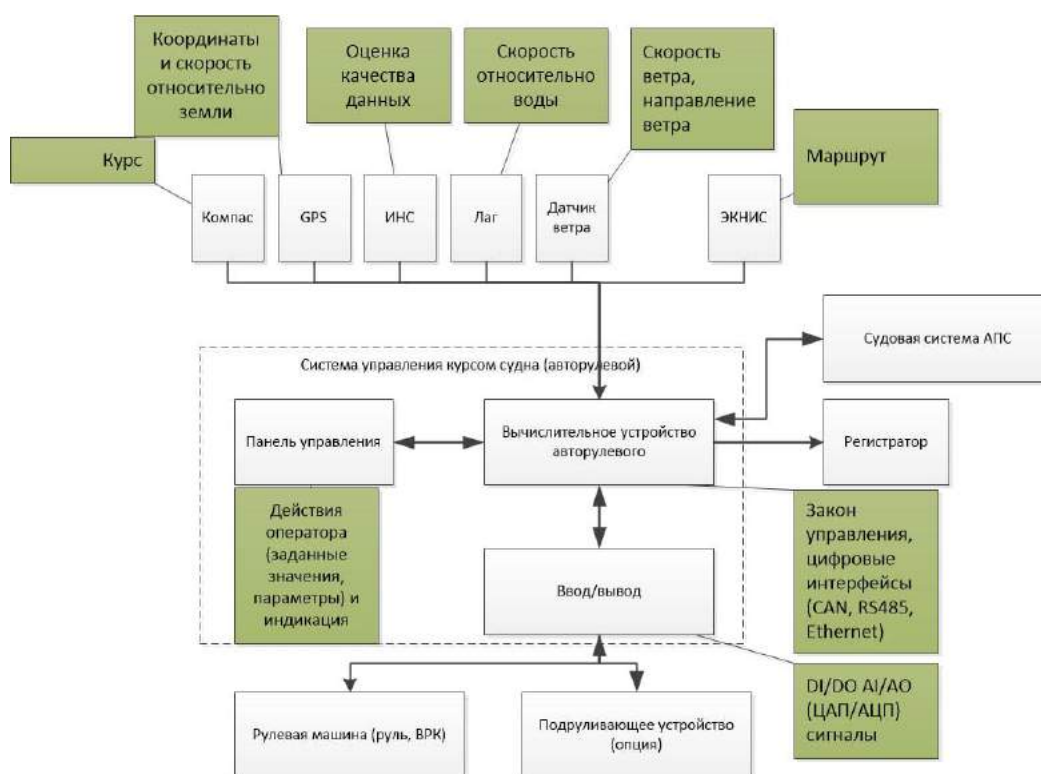 Координаты
и скорость
относительно
земли
Оценка
качества
данных
Скорость
относительно
воды
Скорость
ветра,
направление
ветра
Маршрут
Курс
Компас
GPS
ИНС
Лаг
Датчик
ветра
ЭКНИС
Судовая система АПС
Система управления курсом судна (авторулевой)
Панель управления
Вычислительное устройство
авторулевого
Регистратор
Действия
оператора
(заданные
значения,
параметры) и
индикация
Закон
управления,
цифровые
интерфейсы
(CAN, RS485,
Ethernet)
Ввод/вывод
DI/DO AI/AO
(ЦАП/АЦП)
сигналы
Рулевая машина (руль, ВРК)
Подруливающее устройство
(опция)